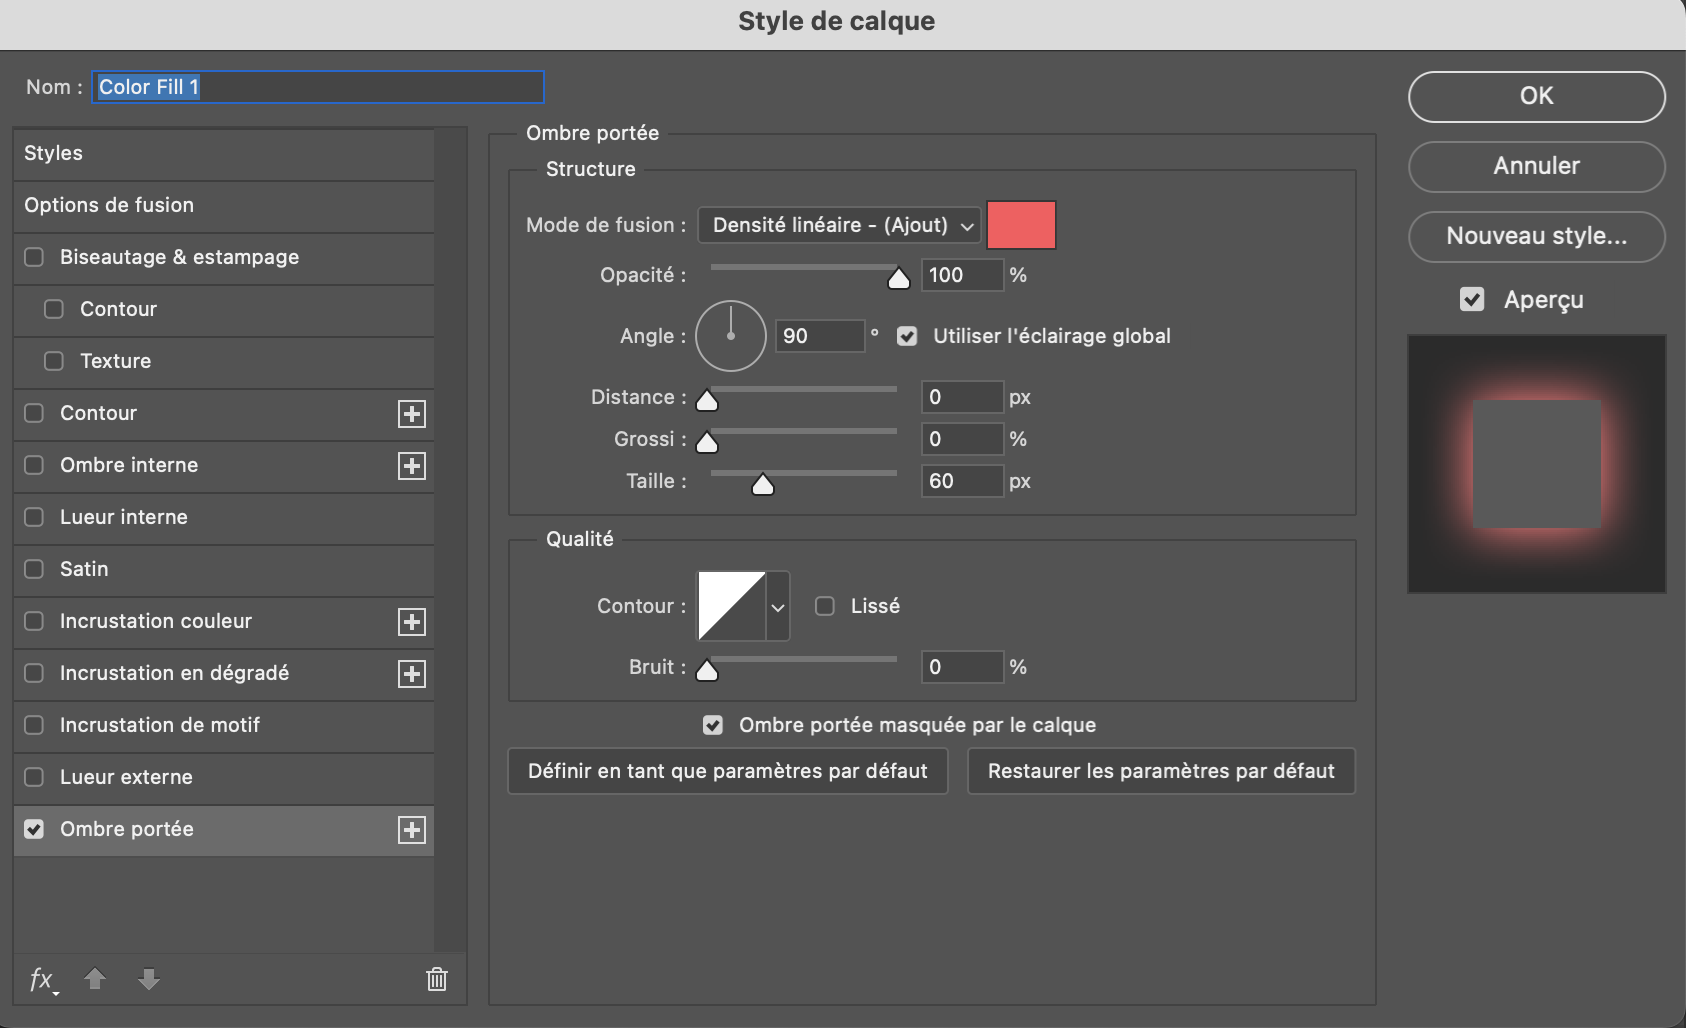 Style de calque
Nom : Color Fill 1
Styles
Options de fusion
Biseautage & estampage
Contour
Texture
Contour
Ombre interne
Lueur interne
Satin
Incrustation couleur
Incrustation en dégradé
Incrustation de motif
Lueur externe
Ombre portée
fx
Ombre portée
Structure
Mode de fusion : Densité linéaire - (Ajout)
Opacité : 100 %
Angle : 90 ° Utiliser l'éclairage global
Distance : 0 px
Grossi : 0 %
Taille : 60 px
Qualité
Contour : Lissé
Bruit : 0 %
Ombre portée masquée par le calque
Définir en tant que paramètres par défaut
Restaurer les paramètres par défaut
OK
Annuler
Nouveau style...
Aperçu